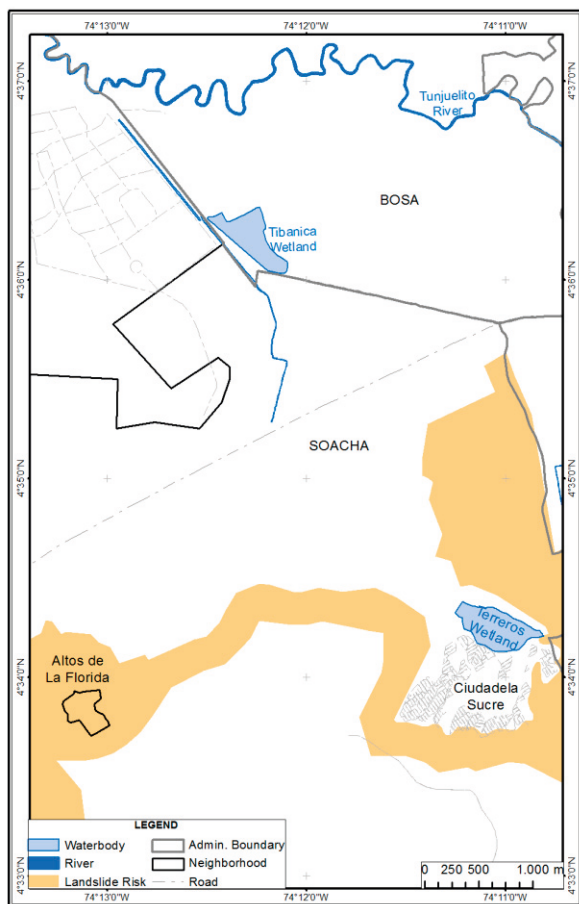 74°13'0"W 74°12'0"W 74°11'0"W
4°37'0"N 4°37'0"N
Tunjuelito
River
BOSA
Tibanica
Wetland
4°36'0"N 4°36'0"N
SOACHA
4°35'0"N 4°35'0"N
Terreros
Wetland
Altos de
La Florida
4°34'0"N 4°34'0"N
Ciudadela
Sucre
LEGEND
Waterbody Admin. Boundary
River Neighborhood
Landslide Risk Road
0 250 500 1.000 m
4°33'0"N 4°33'0"N
74°13'0"W 74°12'0"W 74°11'0"W